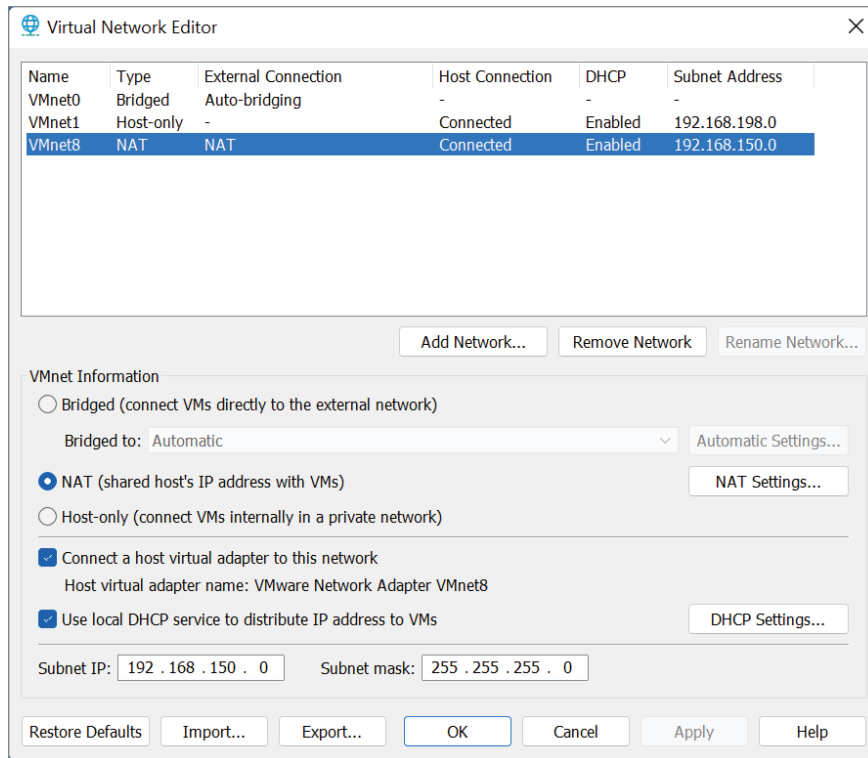 Virtual Network Editor
Name Type External Connection Host Connection DHCP Subnet Address
VMnet0 Bridged Auto-bridging - - -
VMnet1 Host-only - Connected Enabled 192.168.198.0
VMnet8 NAT NAT Connected Enabled 192.168.150.0
Add Network... Remove Network Rename Network...
VMnet Information
Bridged (connect VMs directly to the external network)
Bridged to: Automatic Automatic Settings...
NAT (shared host's IP address with VMs) NAT Settings...
Host-only (connect VMs internally in a private network)
Connect a host virtual adapter to this network
Host virtual adapter name: VMware Network Adapter VMnet8
Use local DHCP service to distribute IP address to VMs DHCP Settings...
Subnet IP: 192 . 168 . 150 . 0 Subnet mask: 255 . 255 . 255 . 0
Restore Defaults Import... Export... OK Cancel Apply Help